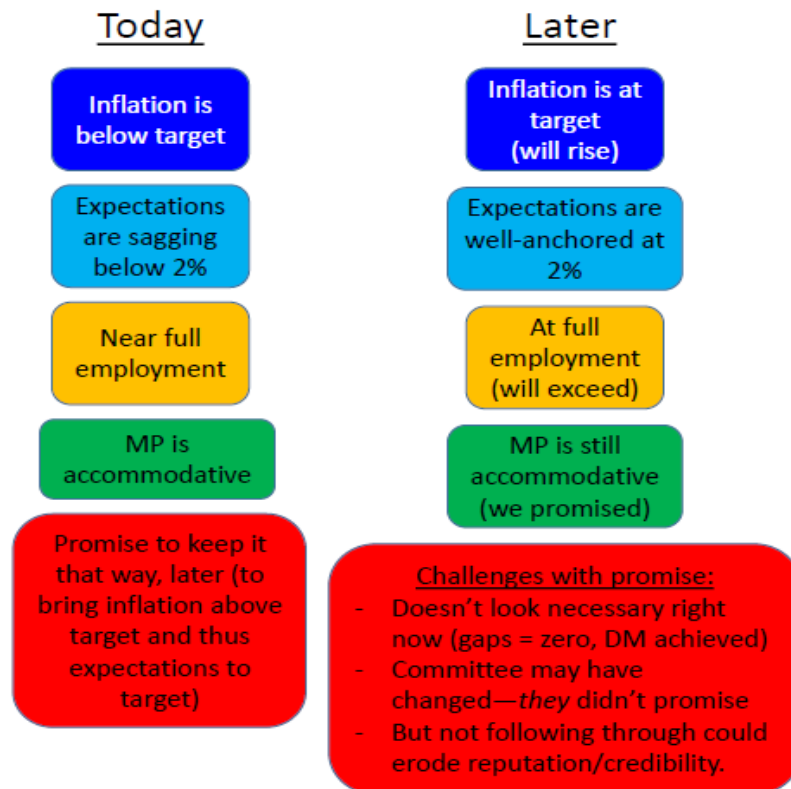 Today
Inflation is
below target
Expectations
are sagging
below 2%
Near full
employment
MP is
accommodative
Promise to keep it
that way, later (to
bring inflation above
target and thus
expectations to
target)
Later
Inflation is at
target
(will rise)
Expectations are
well-anchored at
2%
At full
employment
(will exceed)
MP is still
accommodative
(we promised)
Challenges with promise:
- Doesn’t look necessary right
now (gaps = zero, DM achieved)
- Committee may have
changed—they didn’t promise
- But not following through could
erode reputation/credibility.